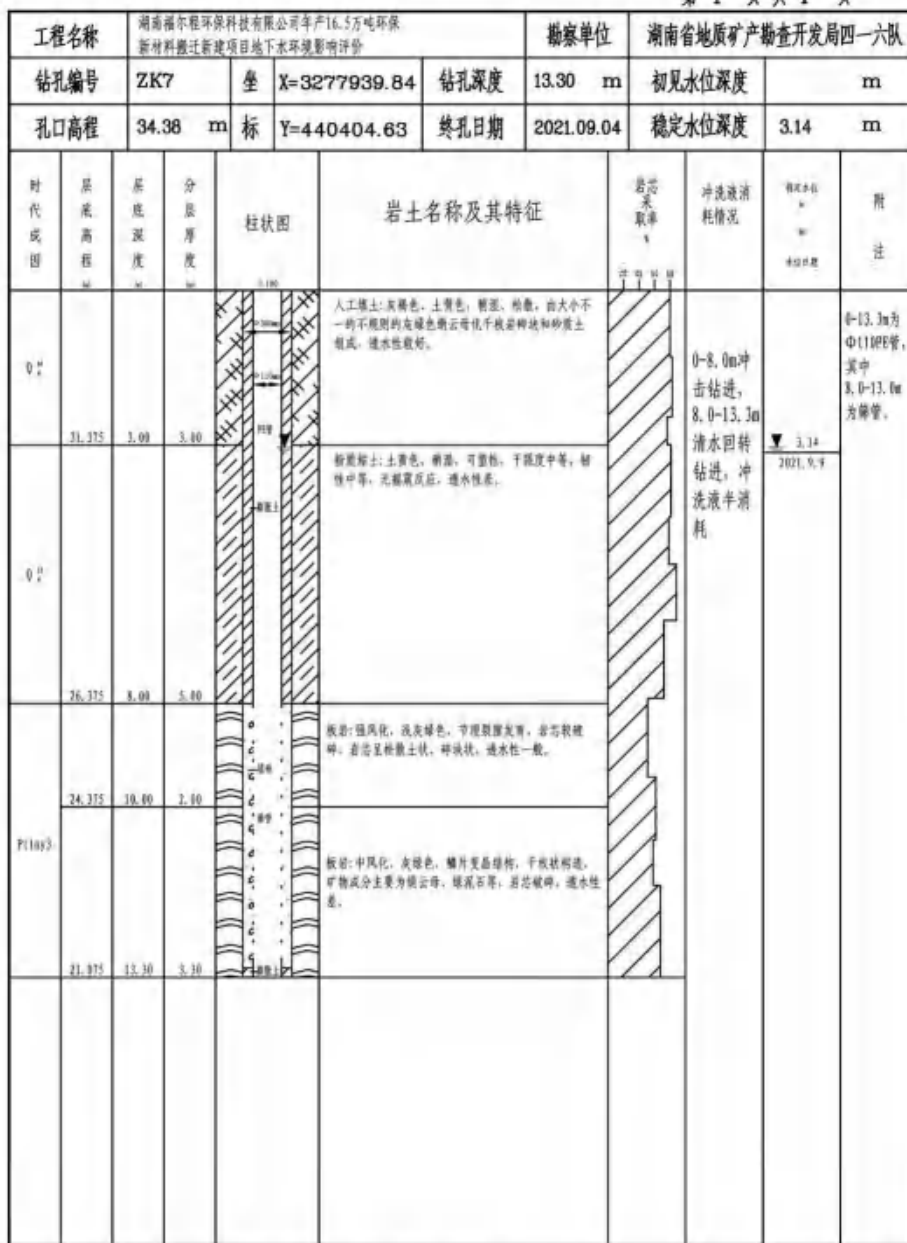 工程名称
湖南福尔程环保科技有限公司年产16.5万吨环保
新材料搬迁新建项目地下水环境影响评价
勘察单位
湖南省地质矿产勘查开发局四一六队
钻孔编号
ZK7
坐
X=3277939.84
钻孔深度
13.30 m
初见水位深度
m
孔口高程
34.38 m
标
Y=440404.63
终孔日期
2021.09.04
稳定水位深度
3.14 m
时代成因
层底高程
层底深度
分层厚度
柱状图
岩土名称及其特征
岩芯采取率
%
冲洗液消
耗情况
附注
人工填土:灰褐色、土黄色,稍湿,松散,由大小不
一的不规则的灰绿色绢云母化千枚岩碎块和砂质土
组成,透水性较好。
31.375 3.00 3.00
粉质粘土:土黄色,稍湿,可塑性,干强度中等,韧
性中等,无摇震反应,透水性差。
膨胀土
26.375 8.00 5.00
板岩:强风化,浅灰绿色,节理裂隙发育,岩芯较破
碎,岩芯呈松散土状、碎块状,透水性一般。
24.375 10.00 2.00
板岩:中风化,灰绿色,鳞片变晶结构,千枚状构造,
矿物成分主要为绢云母、绿泥石等,岩芯破碎,透水性
差。
膨胀土
13.30 3.30
0-8.0m冲
击钻进,
8.0-13.3m
清水回转
钻进,冲
洗液半消
耗
3.14
2021.9.9
0-13.3m为
Φ110PE管,
其中
8.0-13.0m
为筛管。